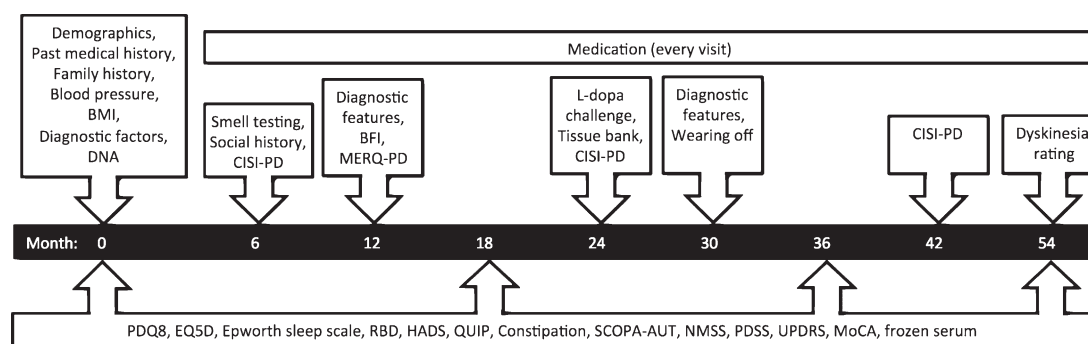 Demographics,
Past medical history,
Family history,
Blood pressure,
BMI,
Diagnostic factors,
DNA
Medication (every visit)
Smell testing,
Social history,
CISI-PD
Diagnostic
features,
BFI,
MERQ-PD
L-dopa
challenge,
Tissue bank,
CISI-PD
Diagnostic
features,
Wearing off
CISI-PD
Dyskinesia
rating
Month: 0 6 12 18 24 30 36 42 54
PDQ8, EQ5D, Epworth sleep scale, RBD, HADS, QUIP, Constipation, SCOPA-AUT, NMSS, PDSS, UPDRS, MoCA, frozen serum